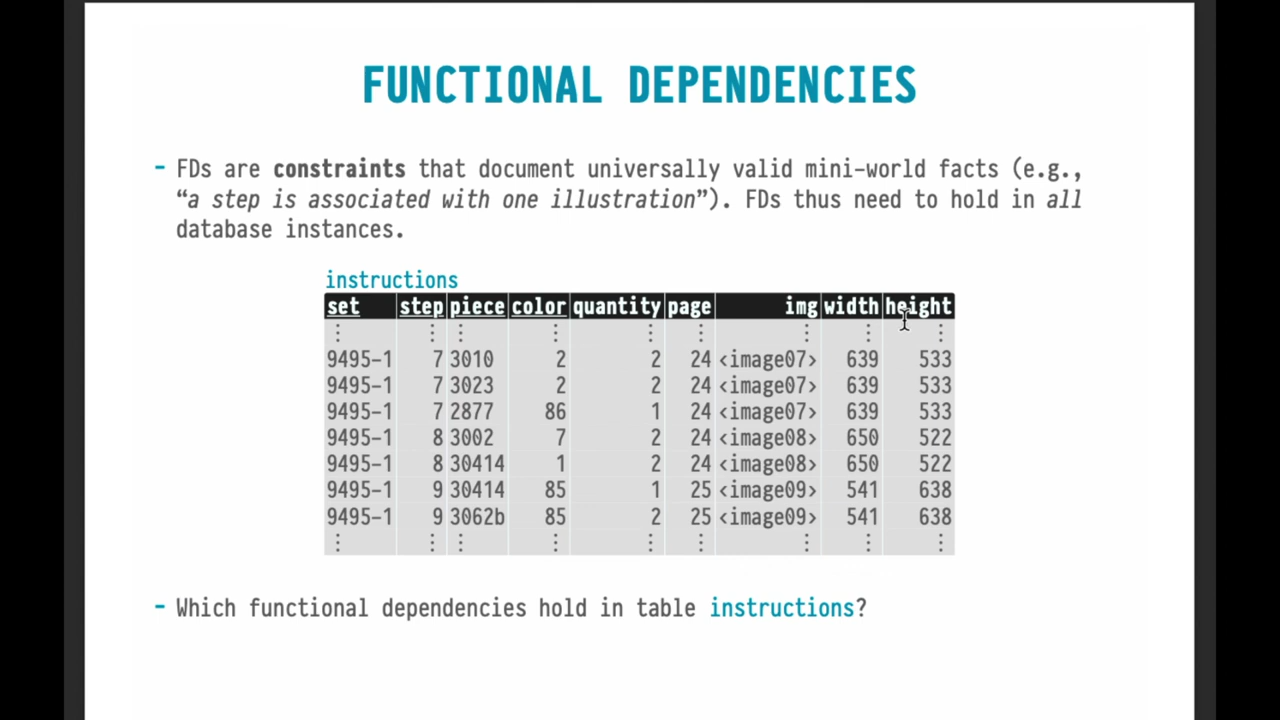 FUNCTIONAL DEPENDENCIES
- FDs are constraints that document universally valid mini-world facts (e.g.,
“a step is associated with one illustration”). FDs thus need to hold in all
database instances.
instructions
set step piece color quantity page img width height
⋮ ⋮ ⋮ ⋮ ⋮ ⋮ ⋮ ⋮ ⋮
9495-1 7 3010 2 2 24 <image07> 639 533
9495-1 7 3023 2 2 24 <image07> 639 533
9495-1 7 2877 86 1 24 <image07> 639 533
9495-1 8 3002 7 2 24 <image08> 650 522
9495-1 8 30414 1 2 24 <image08> 650 522
9495-1 9 30414 85 1 25 <image09> 541 638
9495-1 9 3062b 85 2 25 <image09> 541 638
⋮ ⋮ ⋮ ⋮ ⋮ ⋮ ⋮ ⋮ ⋮
- Which functional dependencies hold in table instructions?